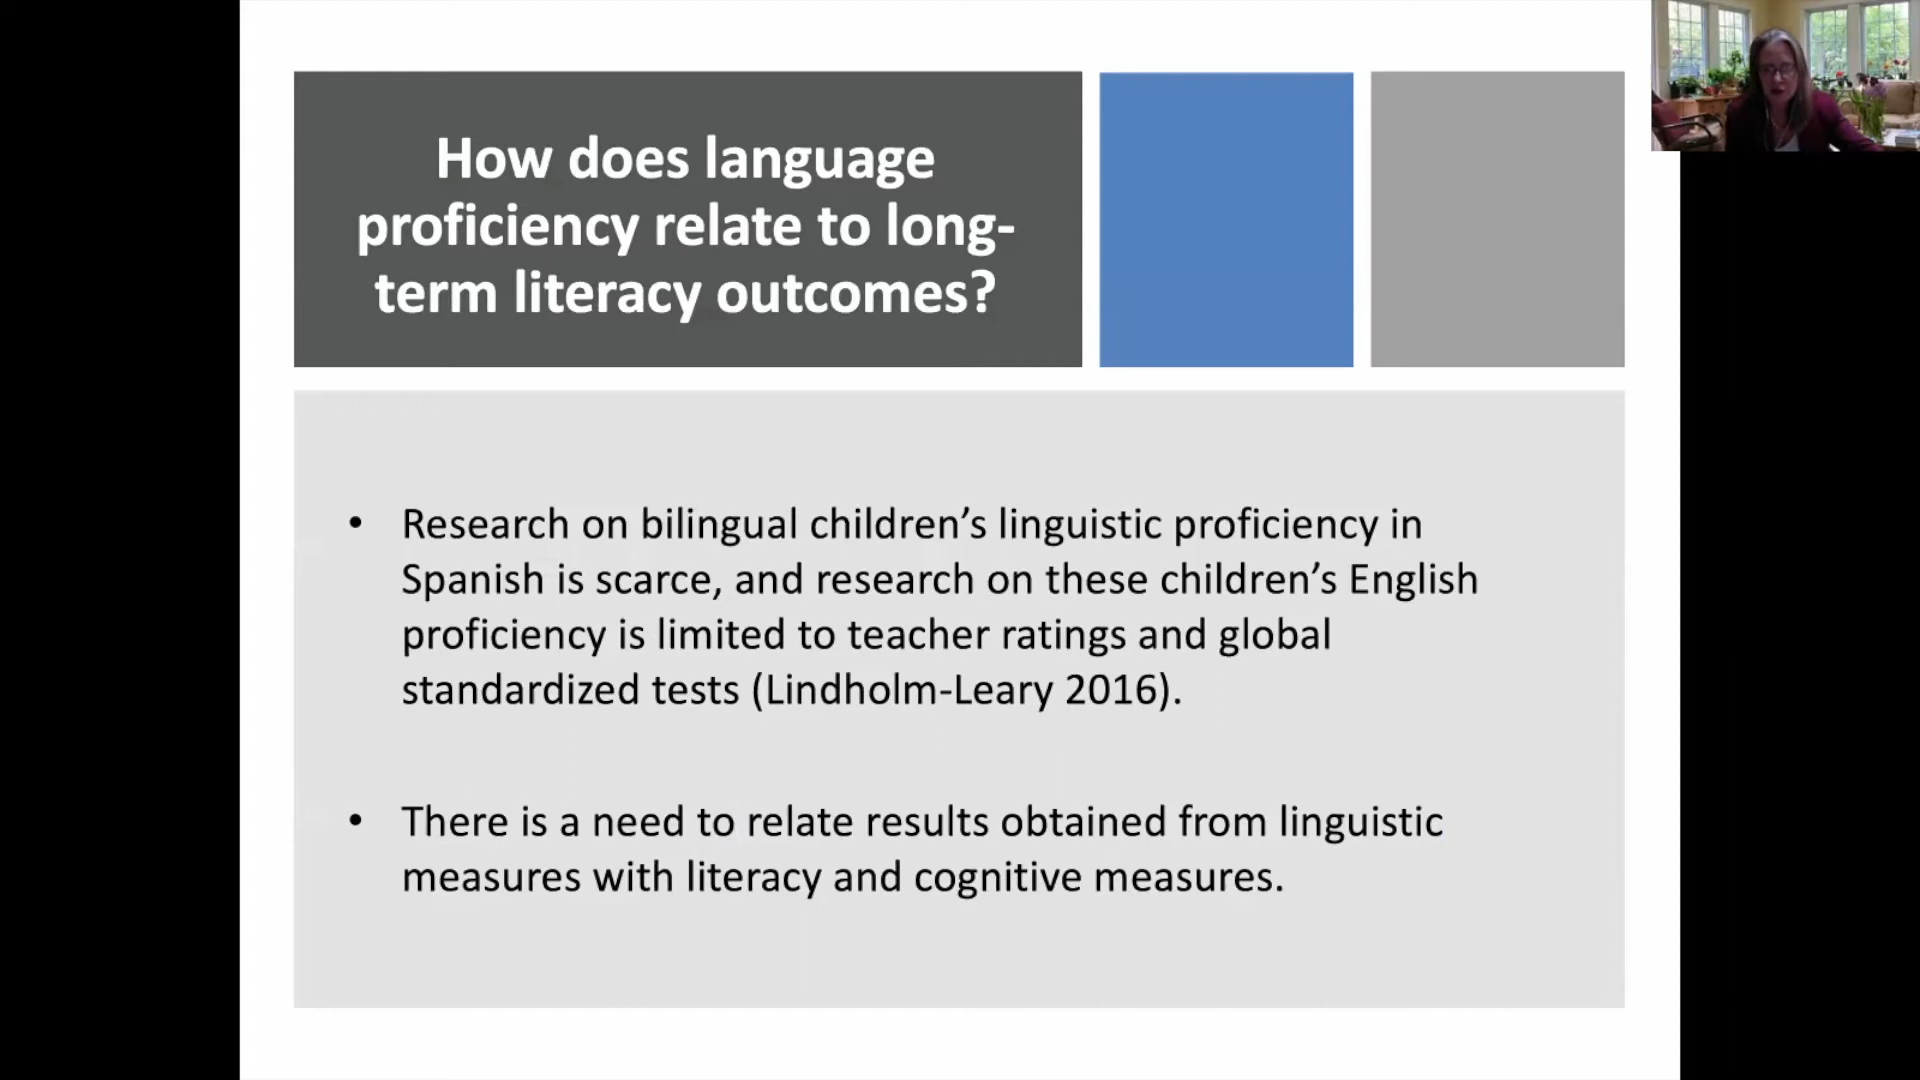 How does language
proficiency relate to long-
term literacy outcomes?
• Research on bilingual children’s linguistic proficiency in
Spanish is scarce, and research on these children’s English
proficiency is limited to teacher ratings and global
standardized tests (Lindholm-Leary 2016).
• There is a need to relate results obtained from linguistic
measures with literacy and cognitive measures.